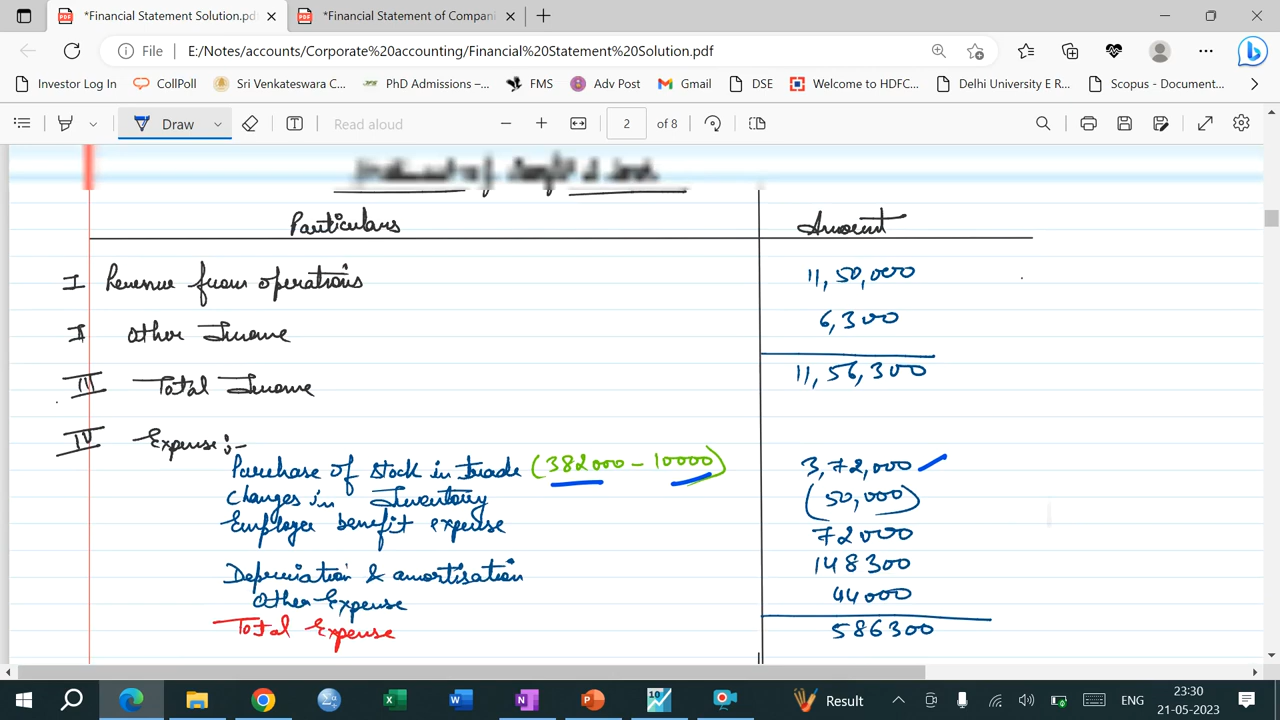 *Financial Statement Solution.pdf
*Financial Statement of Compani
File E:/Notes/accounts/Corporate%20accounting/Financial%20Statement%20Solution.pdf
Investor Log In CollPoll Sri Venkateswara C... PhD Admissions –... FMS Adv Post Gmail DSE Welcome to HDFC... Delhi University E R... Scopus - Document...
Draw Read aloud 2 of 8
Particulars Amount
I Revenue from operations 11,50,000
II Other Income 6,300
III Total Income 11,56,300
IV Expense:-
Purchase of stock in trade (382000 - 10000) 3,72,000
Changes in Inventory (50,000)
Employee benefit expense 72000
Depreciation & amortisation 148300
Other Expense 44000
Total Expense 586300
Result ENG 23:30
21-05-2023